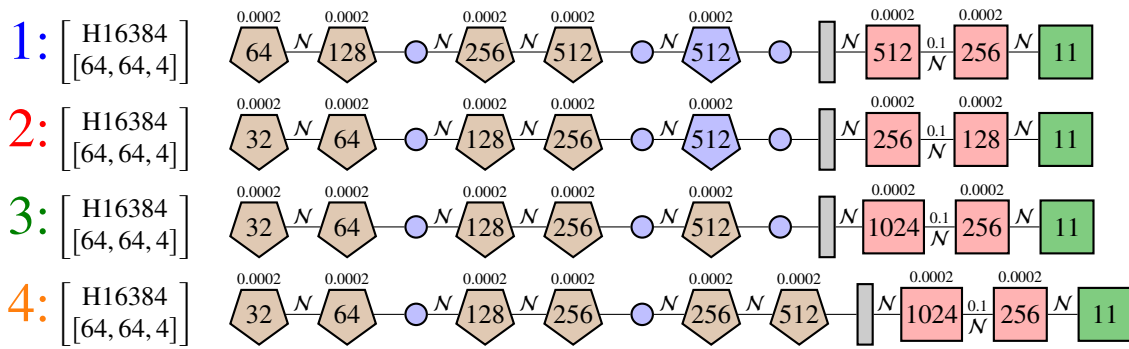 0.0002 0.0002 0.0002 0.0002 0.0002 0.0002 0.0002
1: [H16384 [64, 64, 4]] 64 N 128 N 256 N 512 N 512 N 512 0.1 N 256 N 11
0.0002 0.0002 0.0002 0.0002 0.0002 0.0002 0.0002
2: [H16384 [64, 64, 4]] 32 N 64 N 128 N 256 N 512 N 256 0.1 N 128 N 11
0.0002 0.0002 0.0002 0.0002 0.0002 0.0002 0.0002
3: [H16384 [64, 64, 4]] 32 N 64 N 128 N 256 N 512 N 1024 0.1 N 256 N 11
0.0002 0.0002 0.0002 0.0002 0.0002 0.0002 0.0002 0.0002
4: [H16384 [64, 64, 4]] 32 N 64 N 128 N 256 N 256 N 512 N 1024 0.1 N 256 N 11